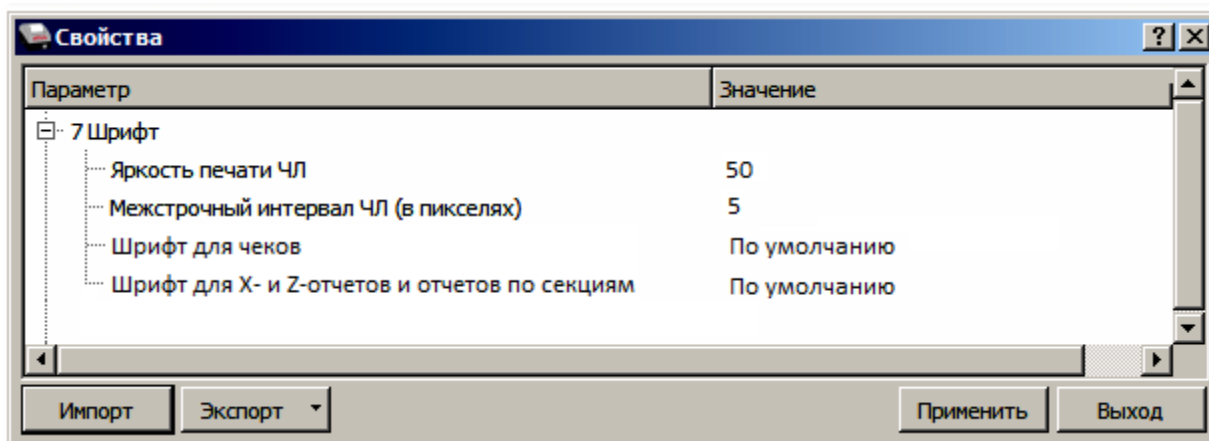 Свойства
Параметр Значение
7 Шрифт
Яркость печати ЧЛ 50
Межстрочный интервал ЧЛ (в пикселях) 5
Шрифт для чеков По умолчанию
Шрифт для X- и Z-отчетов и отчетов по секциям По умолчанию
Импорт Экспорт Применить Выход